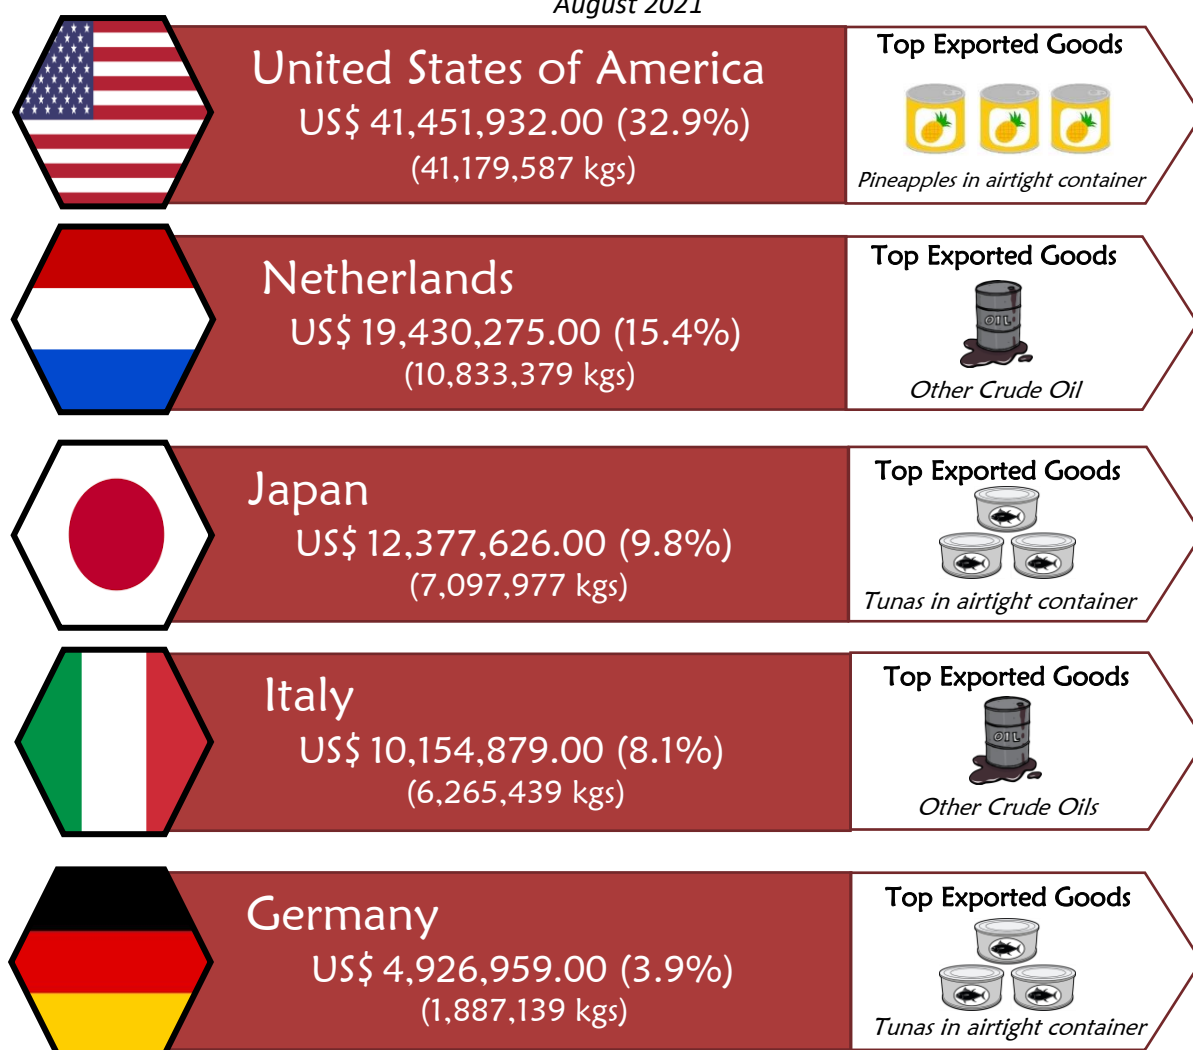 August 2021
United States of America
US$ 41,451,932.00 (32.9%)
(41,179,587 kgs)
Top Exported Goods
Pineapples in airtight container
Netherlands
US$ 19,430,275.00 (15.4%)
(10,833,379 kgs)
Top Exported Goods
OIL
Other Crude Oil
Japan
US$ 12,377,626.00 (9.8%)
(7,097,977 kgs)
Top Exported Goods
Tunas in airtight container
Italy
US$ 10,154,879.00 (8.1%)
(6,265,439 kgs)
Top Exported Goods
OIL
Other Crude Oils
Germany
US$ 4,926,959.00 (3.9%)
(1,887,139 kgs)
Top Exported Goods
Tunas in airtight container